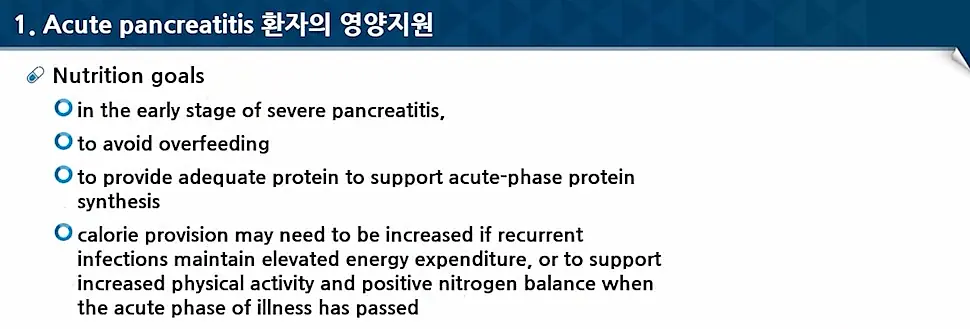 1. Acute pancreatitis 환자의 영양지원
Nutrition goals
in the early stage of severe pancreatitis,
to avoid overfeeding
to provide adequate protein to support acute-phase protein
synthesis
calorie provision may need to be increased if recurrent
infections maintain elevated energy expenditure, or to support
increased physical activity and positive nitrogen balance when
the acute phase of illness has passed